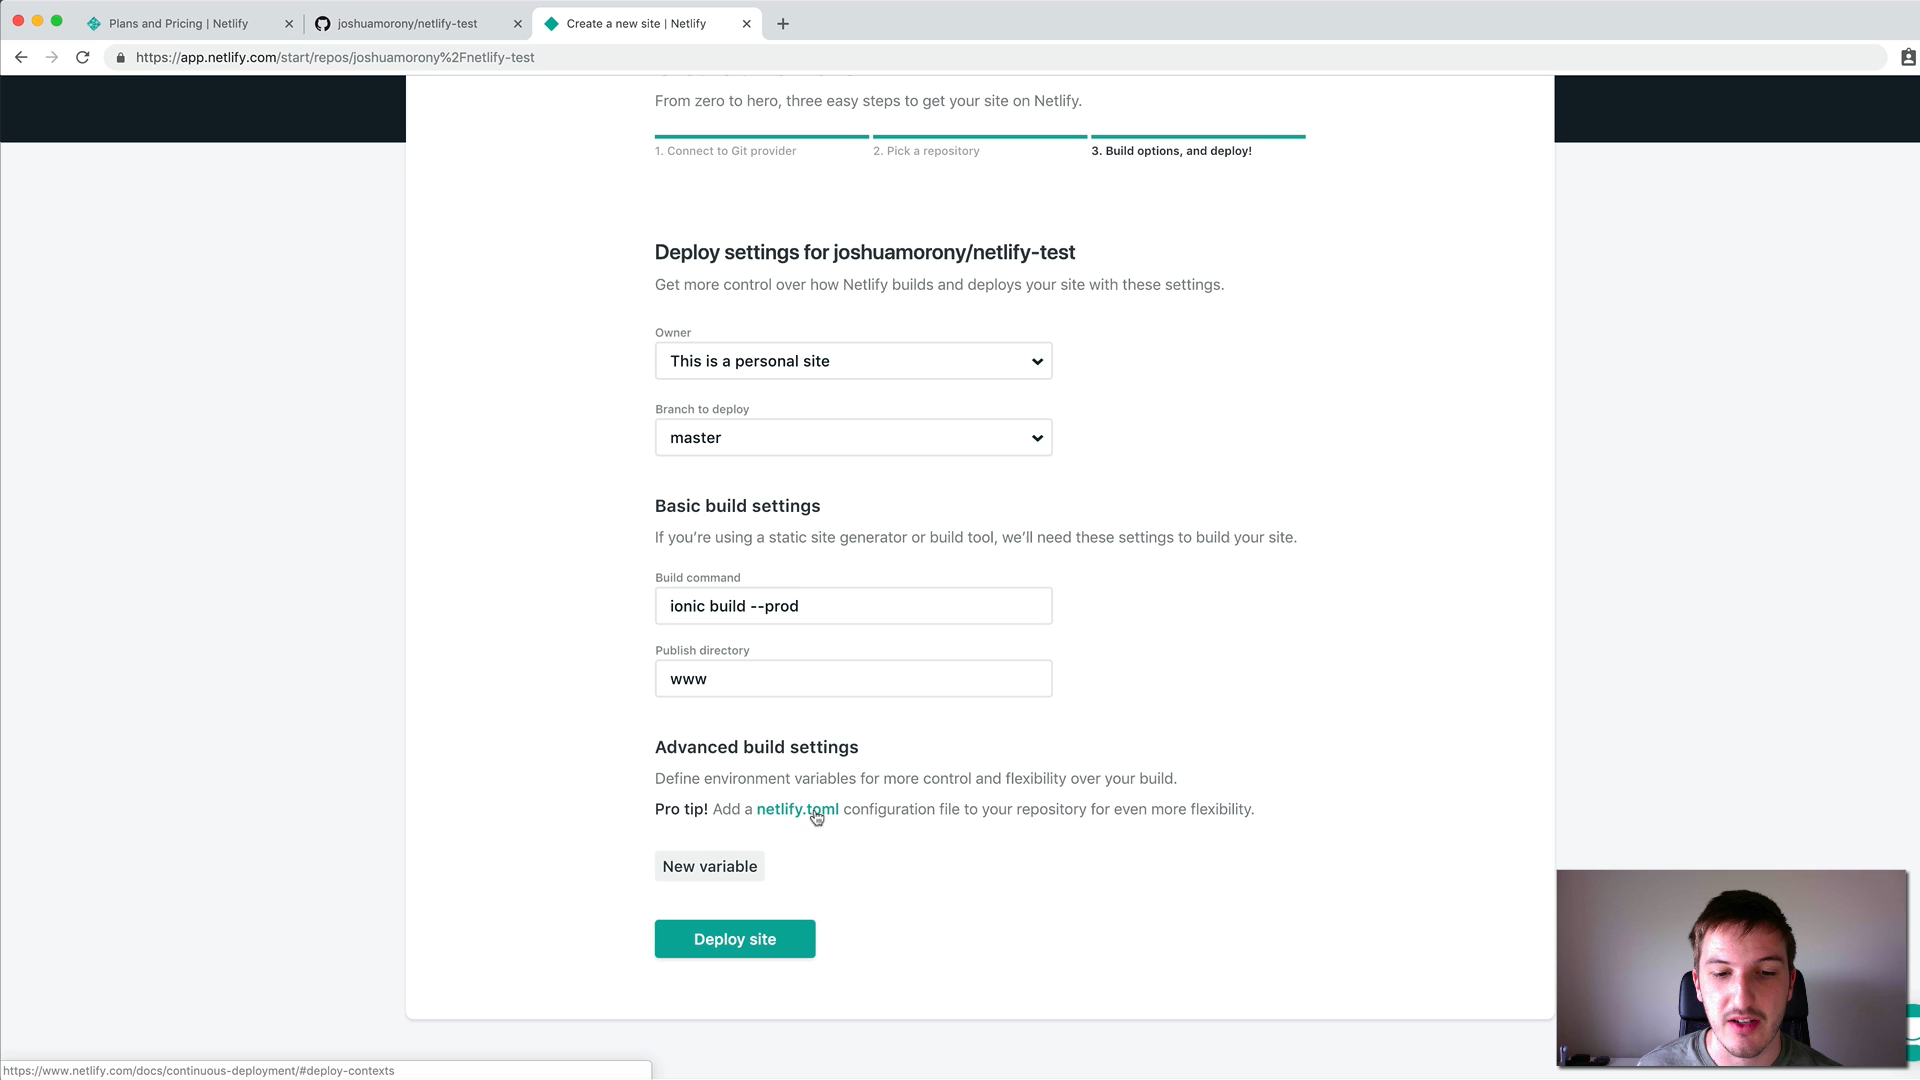 Plans and Pricing | Netlify
joshuamorony/netlify-test
Create a new site | Netlify
https://app.netlify.com/start/repos/joshuamorony%2Fnetlify-test
From zero to hero, three easy steps to get your site on Netlify.
1. Connect to Git provider
2. Pick a repository
3. Build options, and deploy!
Deploy settings for joshuamorony/netlify-test
Get more control over how Netlify builds and deploys your site with these settings.
Owner
This is a personal site
Branch to deploy
master
Basic build settings
If you're using a static site generator or build tool, we'll need these settings to build your site.
Build command
ionic build --prod
Publish directory
www
Advanced build settings
Define environment variables for more control and flexibility over your build.
Pro tip! Add a netlify.toml configuration file to your repository for even more flexibility.
New variable
Deploy site
https://www.netlify.com/docs/continuous-deployment/#deploy-contexts